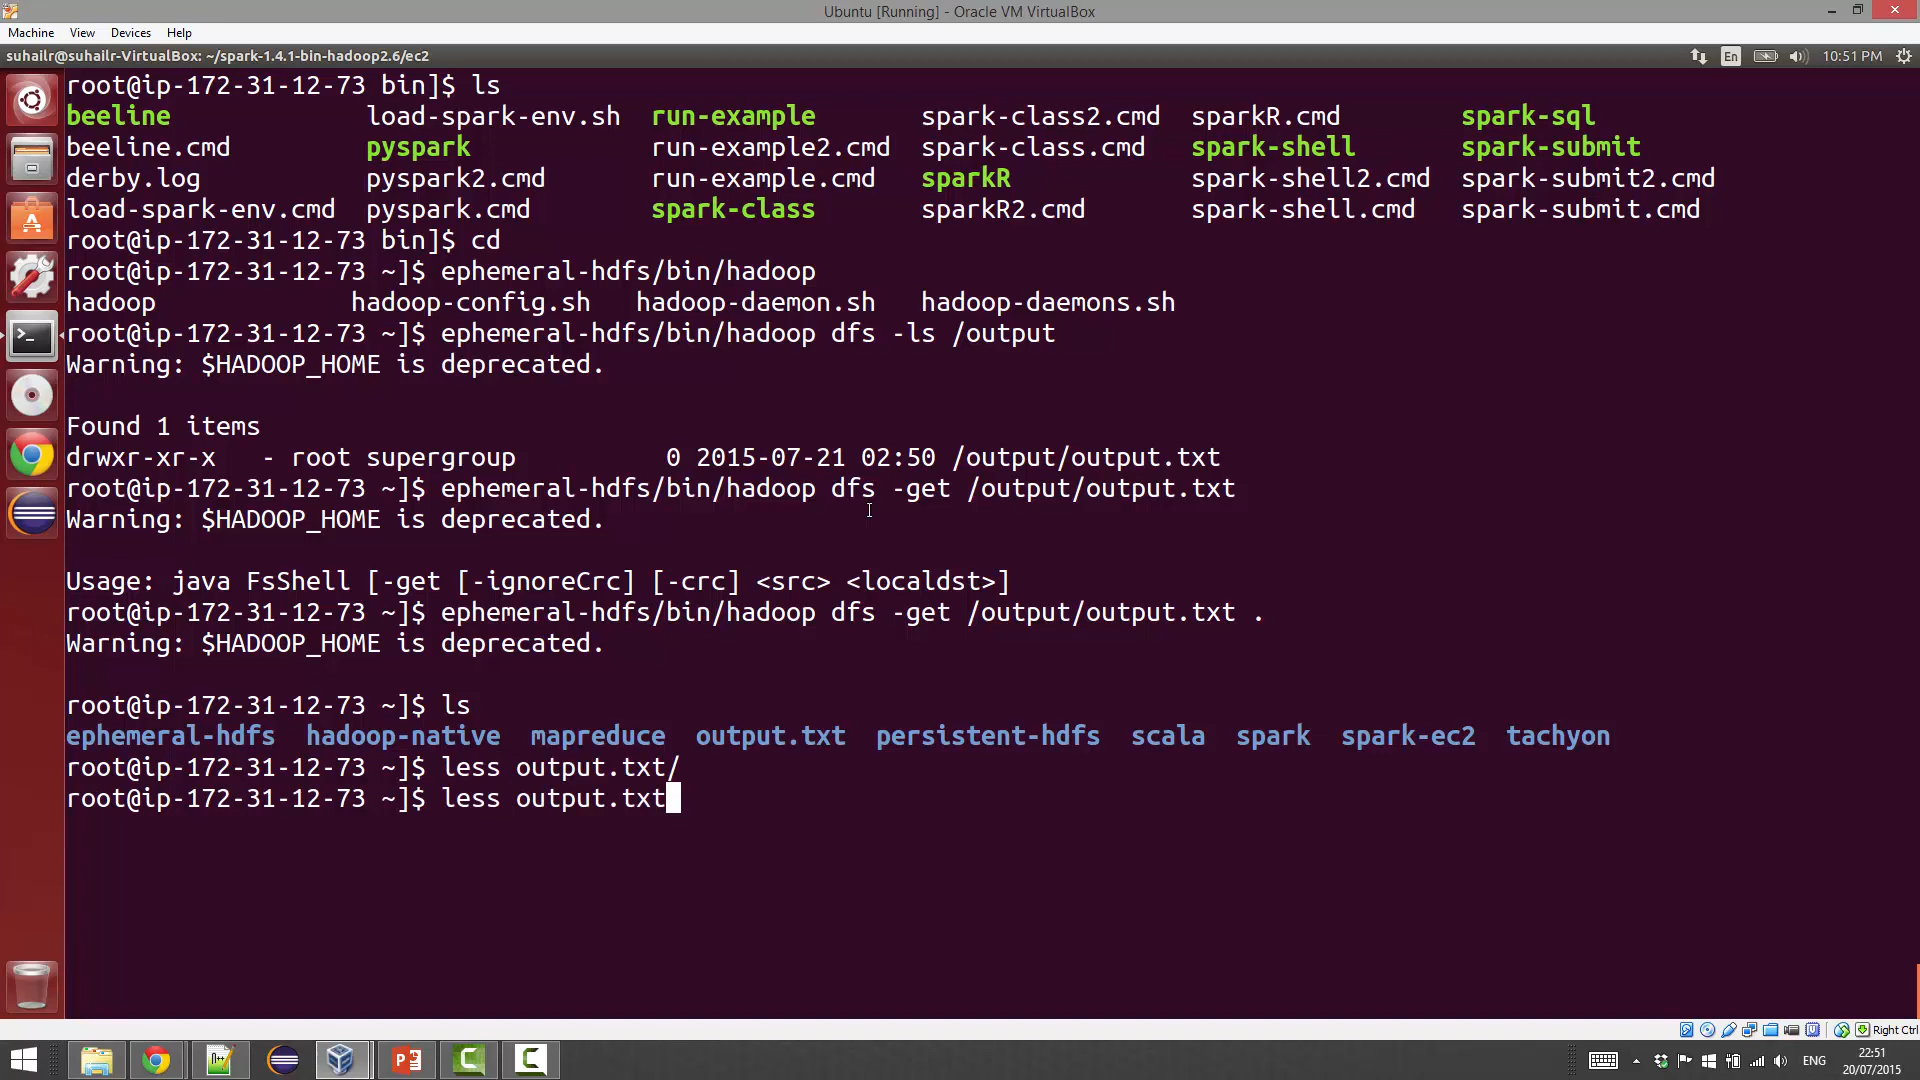 Ubuntu [Running] - Oracle VM VirtualBox
Machine View Devices Help
suhailr@suhailr-VirtualBox: ~/spark-1.4.1-bin-hadoop2.6/ec2 En 10:51 PM
root@ip-172-31-12-73 bin]$ ls
beeline load-spark-env.sh run-example spark-class2.cmd sparkR.cmd spark-sql
beeline.cmd pyspark run-example2.cmd spark-class.cmd spark-shell spark-submit
derby.log pyspark2.cmd run-example.cmd sparkR spark-shell2.cmd spark-submit2.cmd
load-spark-env.cmd pyspark.cmd spark-class sparkR2.cmd spark-shell.cmd spark-submit.cmd
root@ip-172-31-12-73 bin]$ cd
root@ip-172-31-12-73 ~]$ ephemeral-hdfs/bin/hadoop
hadoop hadoop-config.sh hadoop-daemon.sh hadoop-daemons.sh
root@ip-172-31-12-73 ~]$ ephemeral-hdfs/bin/hadoop dfs -ls /output
Warning: $HADOOP_HOME is deprecated.
Found 1 items
drwxr-xr-x - root supergroup 0 2015-07-21 02:50 /output/output.txt
root@ip-172-31-12-73 ~]$ ephemeral-hdfs/bin/hadoop dfs -get /output/output.txt
Warning: $HADOOP_HOME is deprecated.
Usage: java FsShell [-get [-ignoreCrc] [-crc] <src> <localdst>]
root@ip-172-31-12-73 ~]$ ephemeral-hdfs/bin/hadoop dfs -get /output/output.txt .
Warning: $HADOOP_HOME is deprecated.
root@ip-172-31-12-73 ~]$ ls
ephemeral-hdfs hadoop-native mapreduce output.txt persistent-hdfs scala spark spark-ec2 tachyon
root@ip-172-31-12-73 ~]$ less output.txt/
root@ip-172-31-12-73 ~]$ less output.txt
Right Ctrl
ENG
22:51
20/07/2015